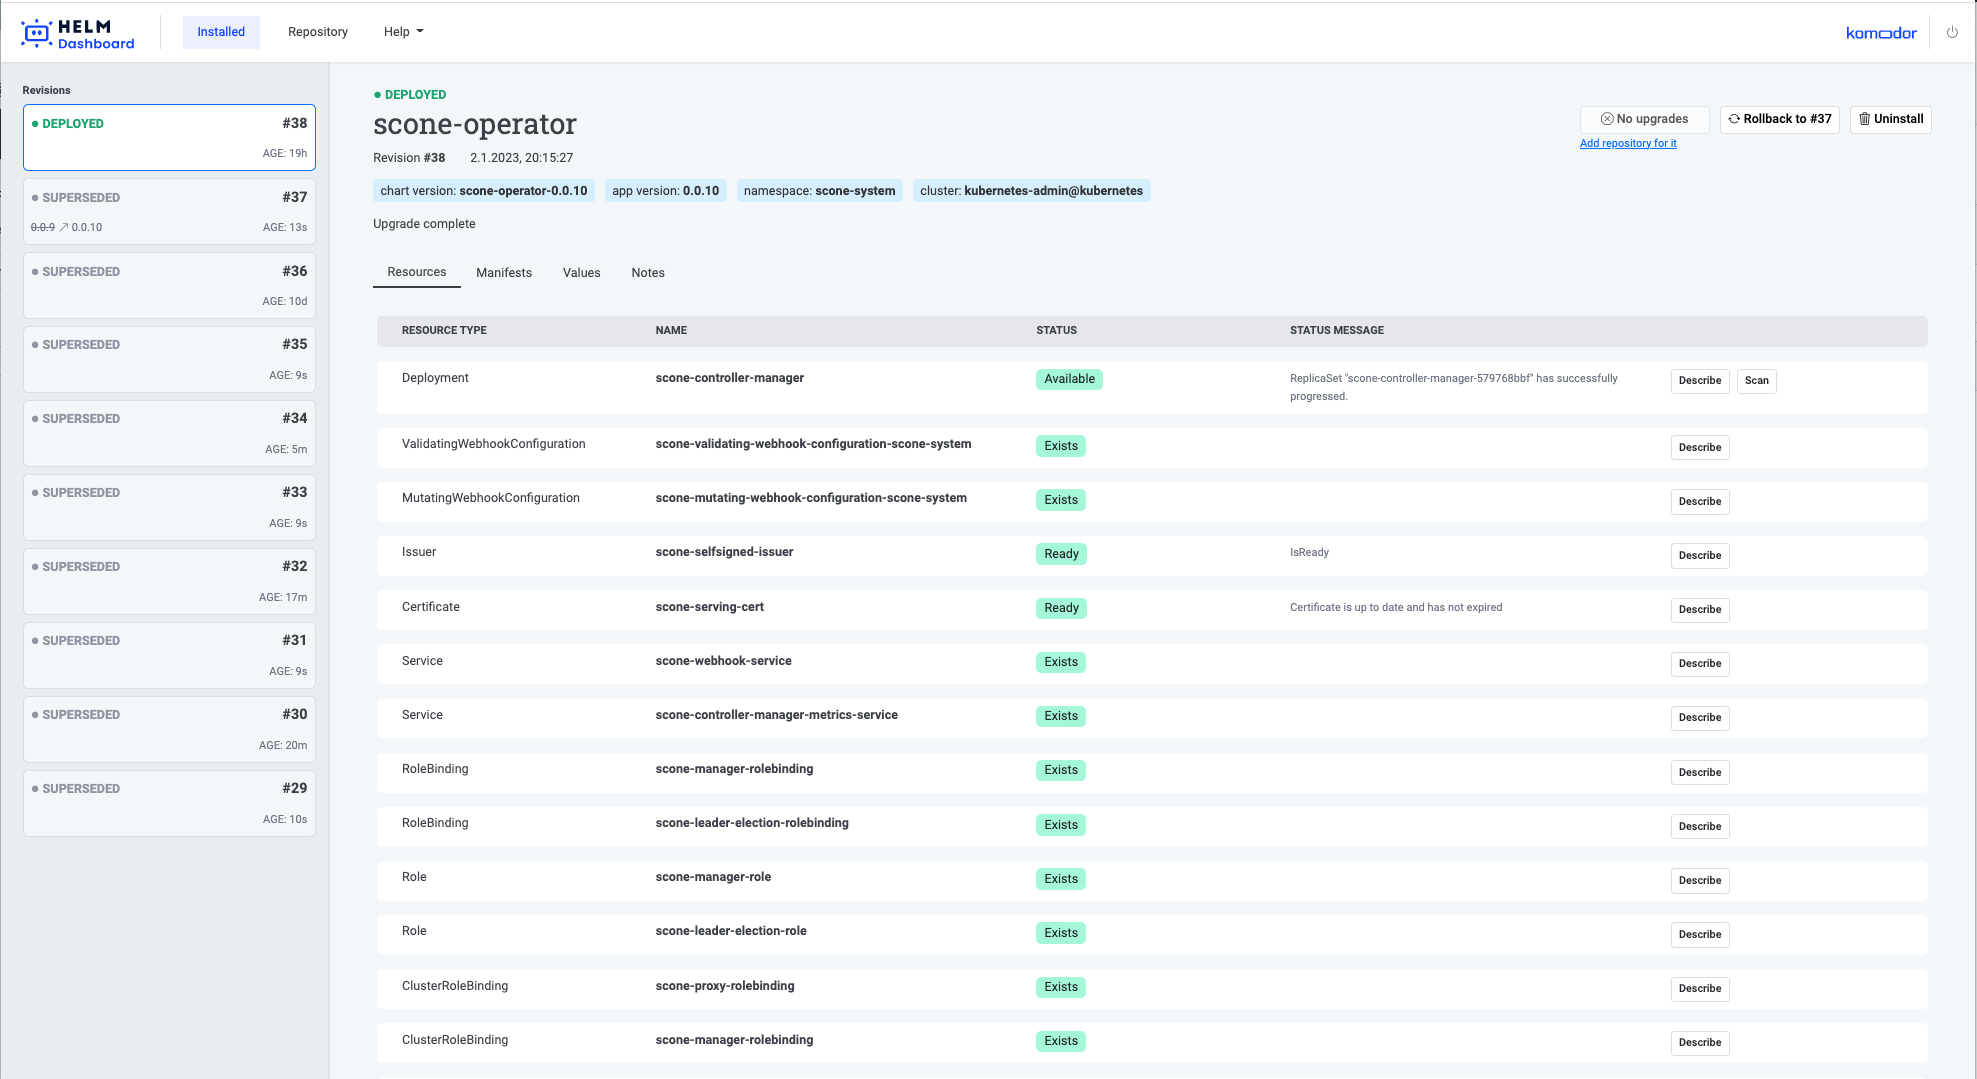 HELM
Dashboard
Installed
Repository
Help
komodor
Revisions
DEPLOYED #38
AGE: 19h
SUPERSEDED #37
0.0.9 ↗ 0.0.10 AGE: 13s
SUPERSEDED #36
AGE: 10d
SUPERSEDED #35
AGE: 9s
SUPERSEDED #34
AGE: 5m
SUPERSEDED #33
AGE: 9s
SUPERSEDED #32
AGE: 17m
SUPERSEDED #31
AGE: 9s
SUPERSEDED #30
AGE: 20m
SUPERSEDED #29
AGE: 10s
DEPLOYED
scone-operator
Revision #38 2.1.2023, 20:15:27
No upgrades
Rollback to #37
Uninstall
Add repository for it
chart version: scone-operator-0.0.10 app version: 0.0.10 namespace: scone-system cluster: kubernetes-admin@kubernetes
Upgrade complete
Resources Manifests Values Notes
RESOURCE TYPE NAME STATUS STATUS MESSAGE
Deployment scone-controller-manager Available ReplicaSet "scone-controller-manager-579768bbf" has successfully
progressed.
Describe Scan
ValidatingWebhookConfiguration scone-validating-webhook-configuration-scone-system Exists Describe
MutatingWebhookConfiguration scone-mutating-webhook-configuration-scone-system Exists Describe
Issuer scone-selfsigned-issuer Ready IsReady Describe
Certificate scone-serving-cert Ready Certificate is up to date and has not expired Describe
Service scone-webhook-service Exists Describe
Service scone-controller-manager-metrics-service Exists Describe
RoleBinding scone-manager-rolebinding Exists Describe
RoleBinding scone-leader-election-rolebinding Exists Describe
Role scone-manager-role Exists Describe
Role scone-leader-election-role Exists Describe
ClusterRoleBinding scone-proxy-rolebinding Exists Describe
ClusterRoleBinding scone-manager-rolebinding Exists Describe